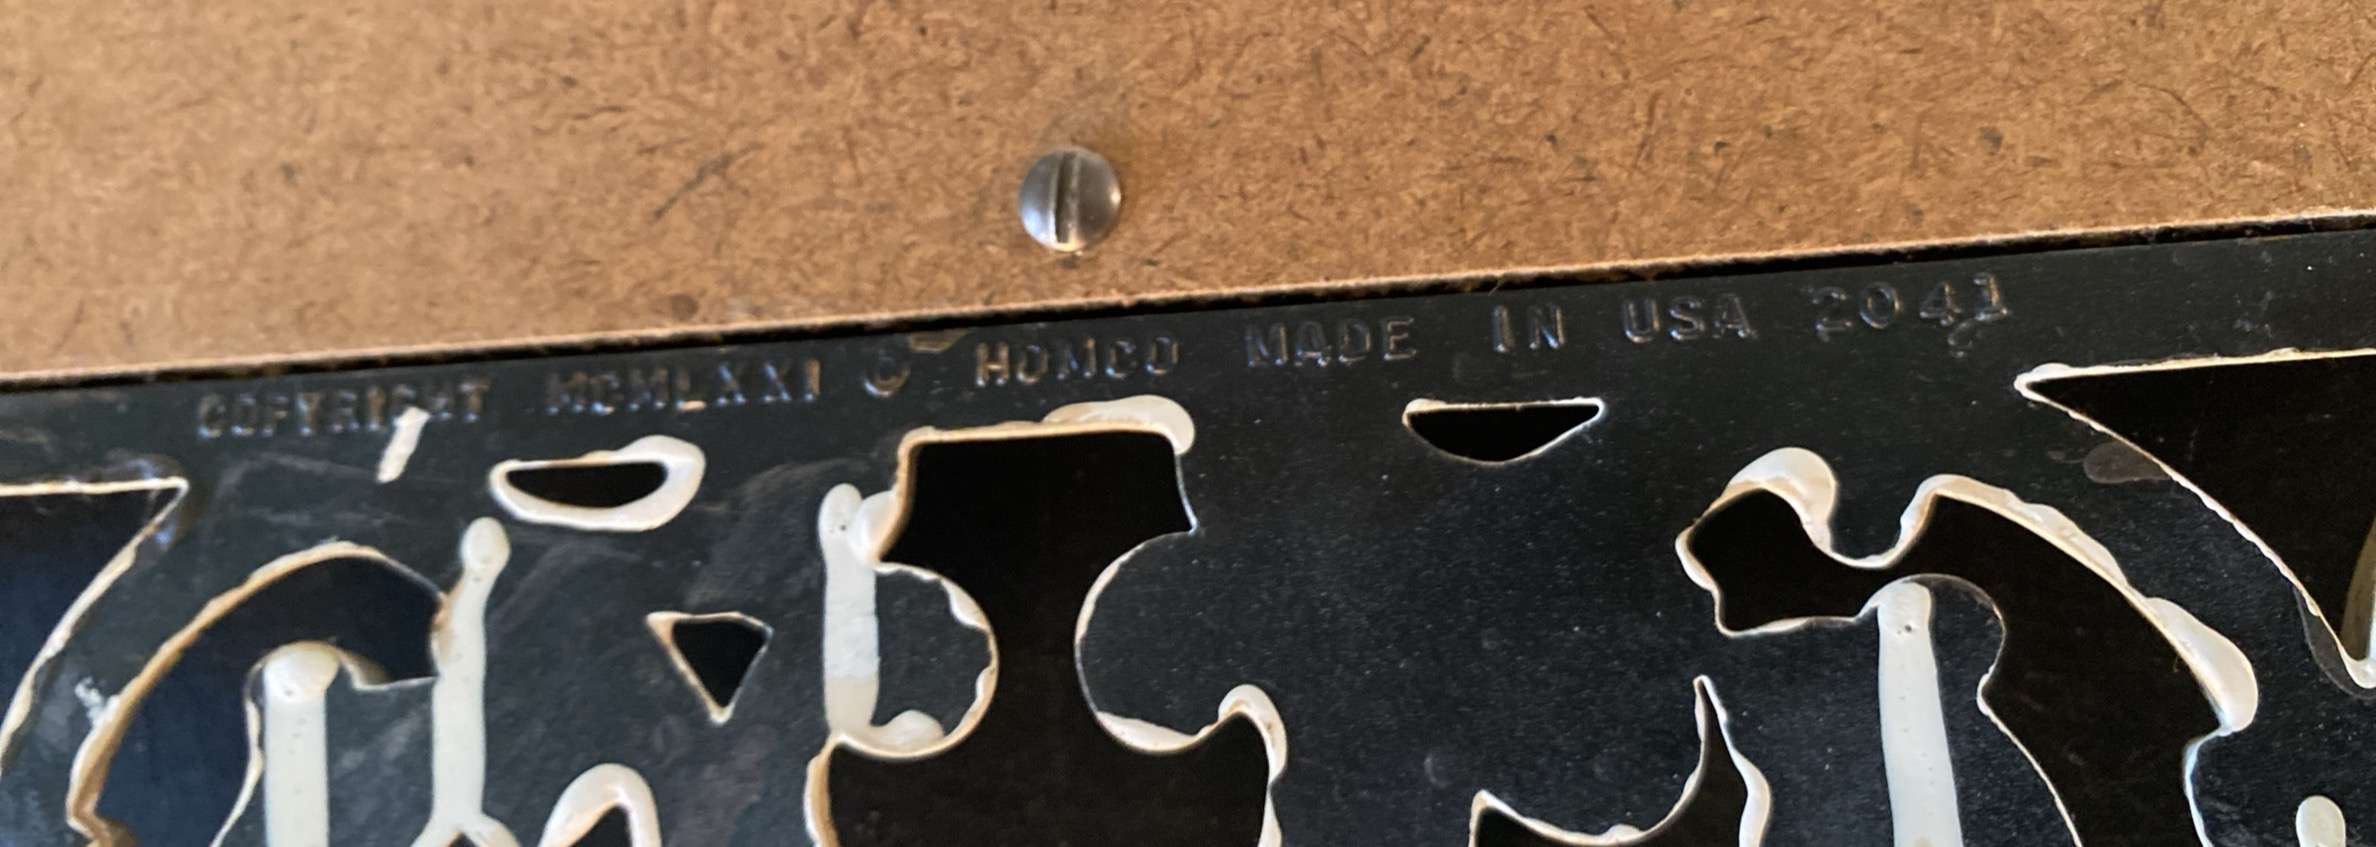 COPYRIGHT MCMLXXI © HOMCO MADE IN USA 2041